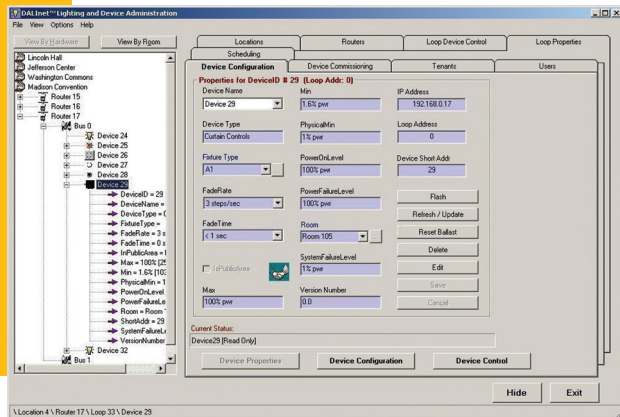 DALInet™ Lighting and Device Administration
File View Options Help
View By Hardware
View By Room
Lincoln Hall
Jefferson Center
Washington Commons
Madison Convention
Router 15
Router 16
Router 17
Bus 0
Device 24
Device 25
Device 26
Device 27
Device 28
Device 29
DeviceID = 29
DeviceName =
DeviceType = C
FixtureType =
FadeRate = 3 s
FadeTime = 0 s
InPublicArea = F
Max = 100% [25
Min = 1.6% [103
PhysicalMin = 1
PowerOnLevel
PowerFailureLe
Room = Room
ShortAddr = 29
SystemFailureL
VersionNumber
Device 32
Bus 1
Locations
Routers
Loop Device Control
Loop Properties
Scheduling
Device Configuration
Device Commissioning
Tenants
Users
Properties for DeviceID # 29 (Loop Addr: 0)
Device Name
Device 29
Min
1.6% pwr
IP Address
192.168.0.17
Device Type
Curtain Controls
PhysicalMin
1% pwr
Loop Address
0
Fixture Type
A1
PowerOnLevel
100% pwr
Device Short Addr
29
FadeRate
3 steps/sec
PowerFailureLevel
100% pwr
Flash
Refresh / Update
FadeTime
< 1 sec
Room
Room 105
Reset Ballast
Delete
IsPublicArea
SystemFailureLevel
1% pwr
Edit
Save
Max
100% pwr
Version Number
0.0
Cancel
Current Status:
Device29 [Read Only]
Device Properties
Device Configuration
Device Control
Hide
Exit
\ Location 4 \ Router 17 \ Loop 33 \ Device 29